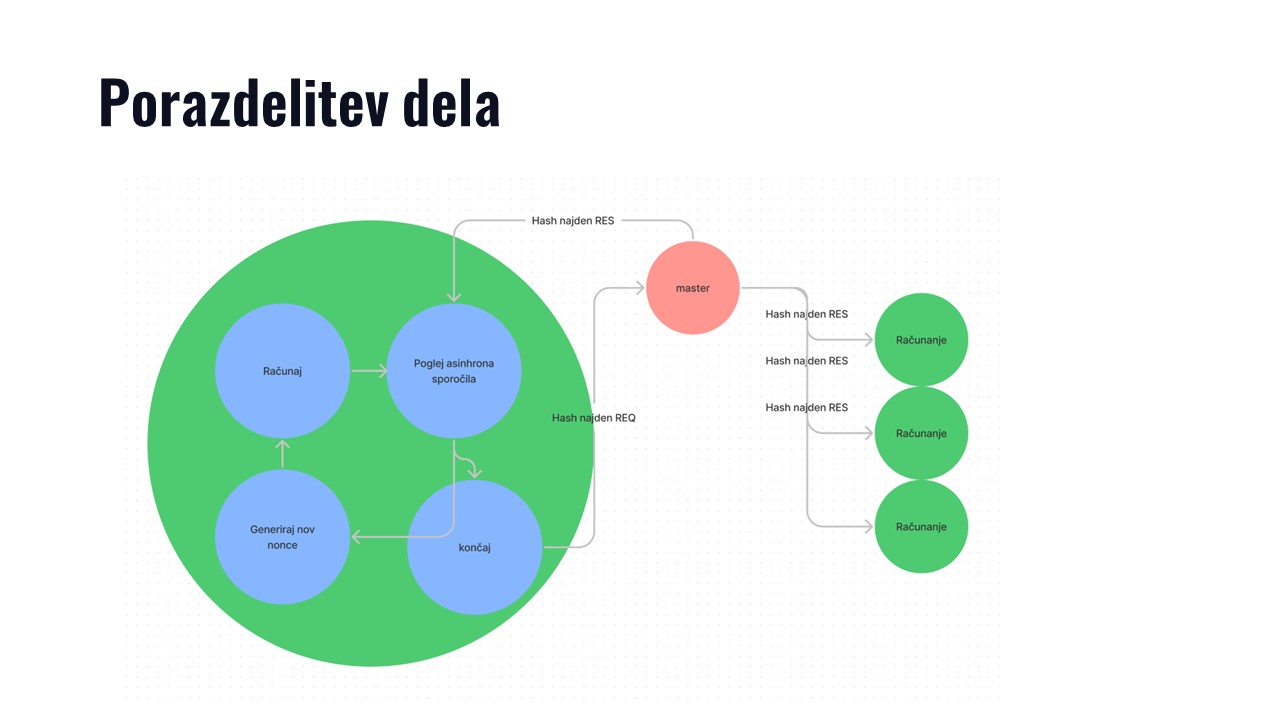 Porazdelitev dela
Hash najden RES
master
Hash najden RES
Računanje
Hash najden RES
Računaj
Poglej asinhrona
sporočila
Hash najden RES
Hash najden REQ
Računanje
Generiraj nov
nonce
končaj
Računanje